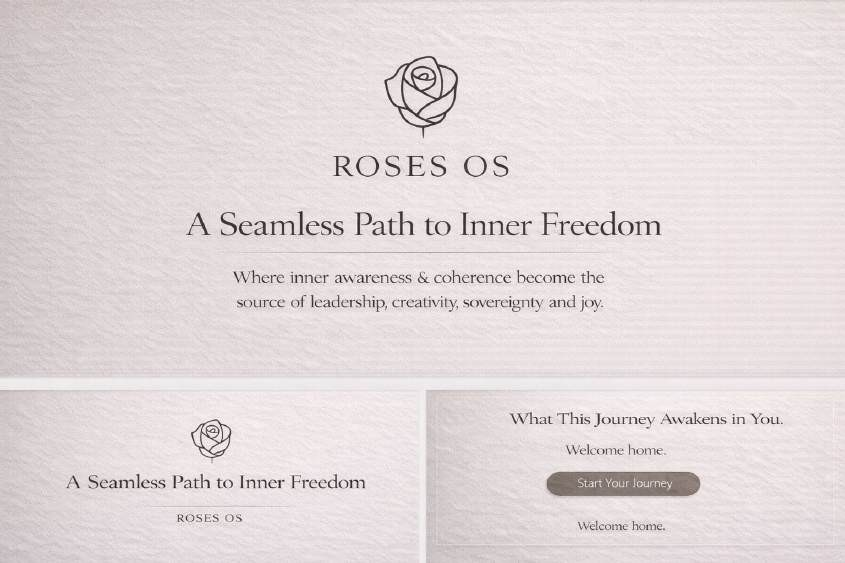 ROSES OS
A Seamless Path to Inner Freedom
Where inner awareness & coherence become the
source of leadership, creativity, sovereignty and joy.
A Seamless Path to Inner Freedom
ROSES OS
What This Journey Awakens in You.
Welcome home.
Start Your Journey
Welcome home.